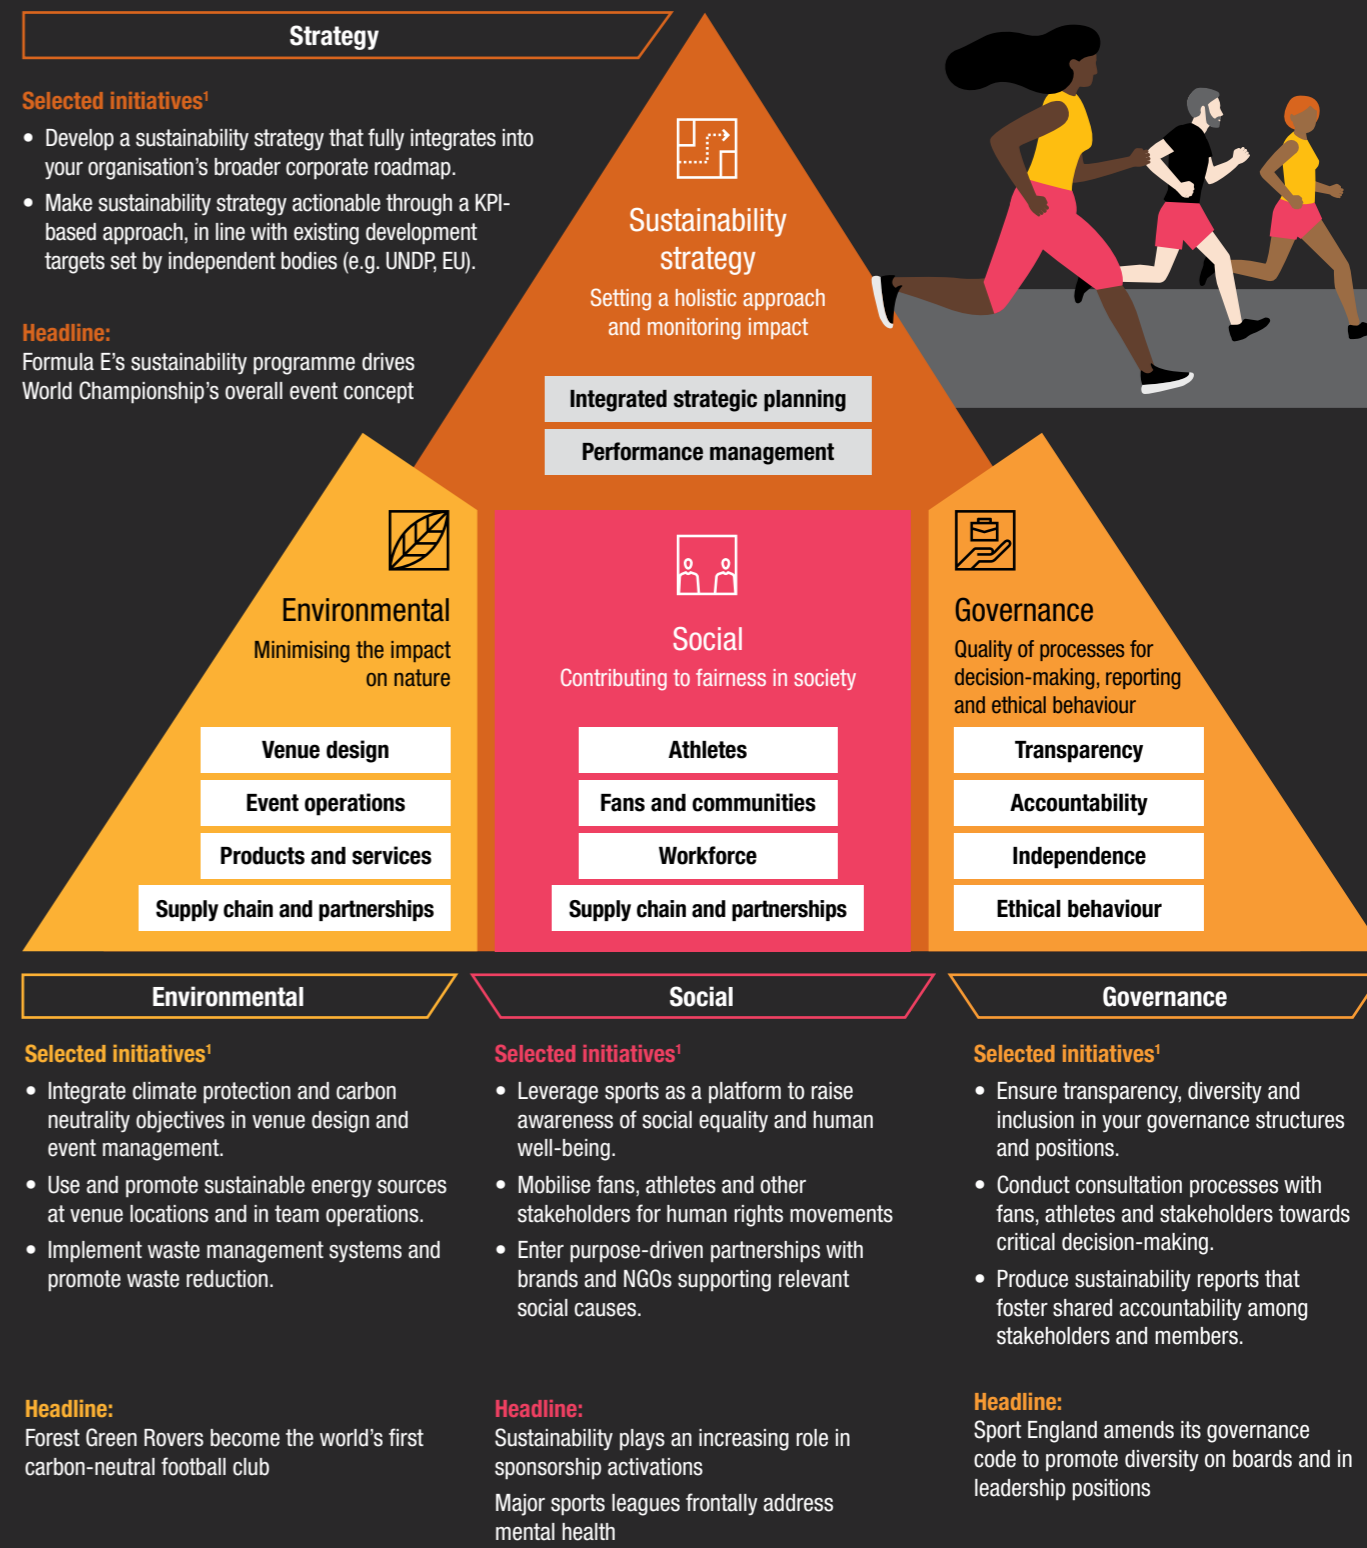 Strategy
Selected initiatives¹
• Develop a sustainability strategy that fully integrates into
your organisation's broader corporate roadmap.
• Make sustainability strategy actionable through a KPI-
based approach, in line with existing development
targets set by independent bodies (e.g. UNDP, EU).
Headline:
Formula E's sustainability programme drives
World Championship's overall event concept
Sustainability
strategy
Setting a holistic approach
and monitoring impact
Integrated strategic planning
Performance management
Environmental
Minimising the impact
on nature
Venue design
Event operations
Products and services
Supply chain and partnerships
Social
Contributing to fairness in society
Athletes
Fans and communities
Workforce
Supply chain and partnerships
Governance
Quality of processes for
decision-making, reporting
and ethical behaviour
Transparency
Accountability
Independence
Ethical behaviour
Environmental
Selected initiatives¹
• Integrate climate protection and carbon
neutrality objectives in venue design and
event management.
• Use and promote sustainable energy sources
at venue locations and in team operations.
• Implement waste management systems and
promote waste reduction.
Headline:
Forest Green Rovers become the world's first
carbon-neutral football club
Social
Selected initiatives¹
• Leverage sports as a platform to raise
awareness of social equality and human
well-being.
• Mobilise fans, athletes and other
stakeholders for human rights movements
• Enter purpose-driven partnerships with
brands and NGOs supporting relevant
social causes.
Headline:
Sustainability plays an increasing role in
sponsorship activations
Major sports leagues frontally address
mental health
Governance
Selected initiatives¹
• Ensure transparency, diversity and
inclusion in your governance structures
and positions.
• Conduct consultation processes with
fans, athletes and stakeholders towards
critical decision-making.
• Produce sustainability reports that
foster shared accountability among
stakeholders and members.
Headline:
Sport England amends its governance
code to promote diversity on boards and in
leadership positions